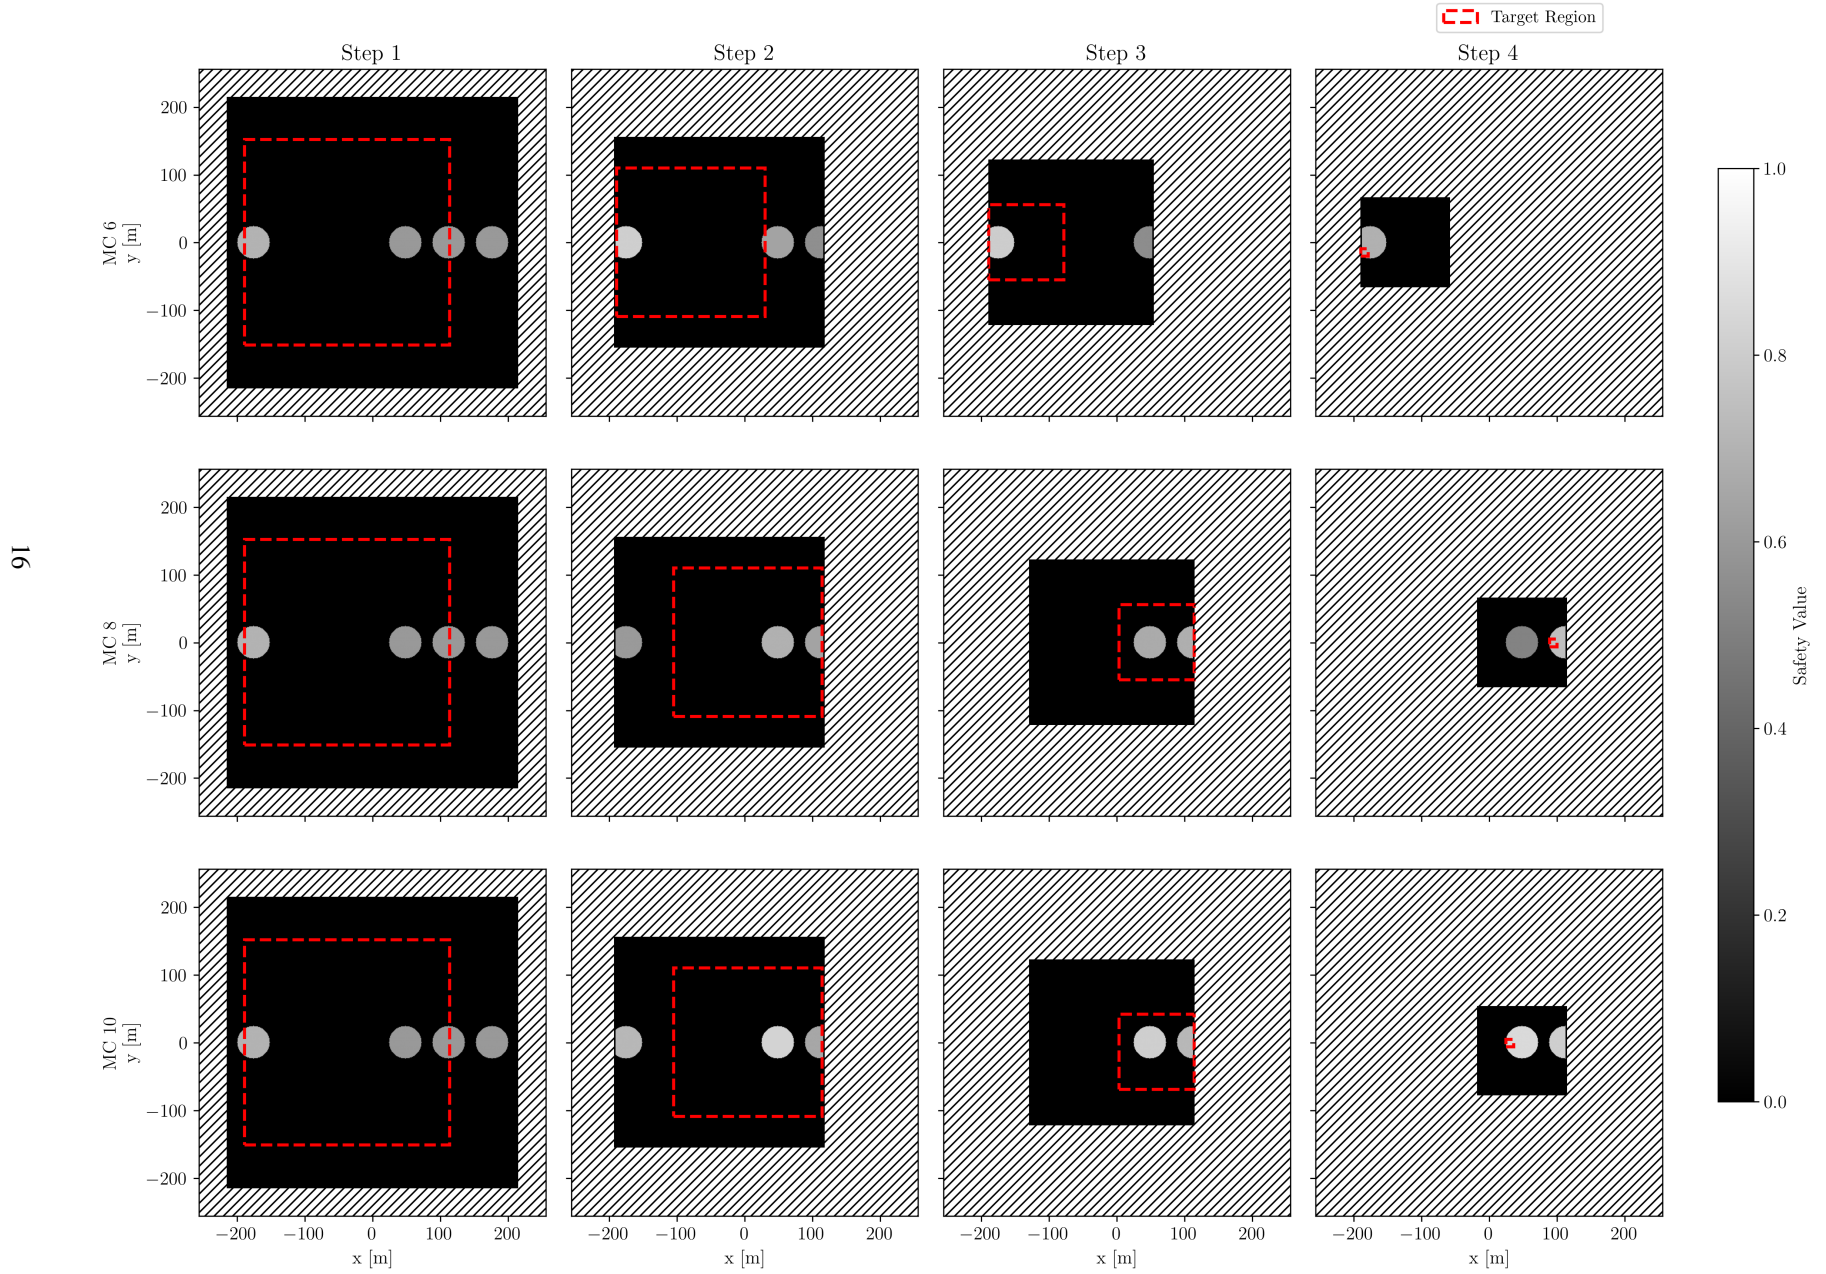 Target Region
Step 1 Step 2 Step 3 Step 4
MC 6
y [m]
200
100
0
−100
−200
MC 8
y [m]
200
100
0
−100
−200
MC 10
y [m]
200
100
0
−100
−200
−200 −100 0 100 200
x [m]
−200 −100 0 100 200
x [m]
−200 −100 0 100 200
x [m]
−200 −100 0 100 200
x [m]
1.0
0.8
0.6
0.4
0.2
0.0
Safety Value
16